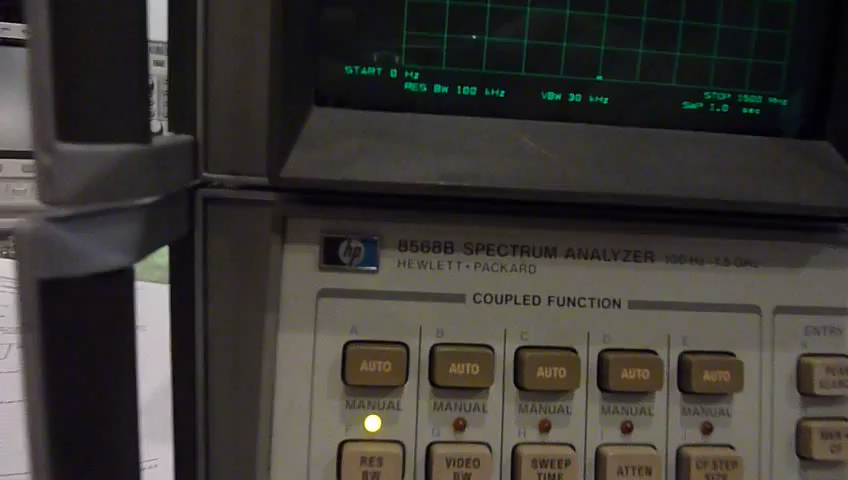 START 0 Hz
RES BW 100 kHz
VBW 30 kHz
STOP 1500 MHz
SWP 1.0 sec
hp
8568B SPECTRUM ANALYZER 100 Hz-1.5 GHz
HEWLETT•PACKARD
COUPLED FUNCTION
ENTRY
A
B
C
D
E
AUTO
AUTO
AUTO
AUTO
AUTO
PEAK
SEARCH
MANUAL
MANUAL
MANUAL
MANUAL
MANUAL
F
G
H
I
J
RES
BW
VIDEO
BW
SWEEP
TIME
ATTEN
CF STEP
SIZE